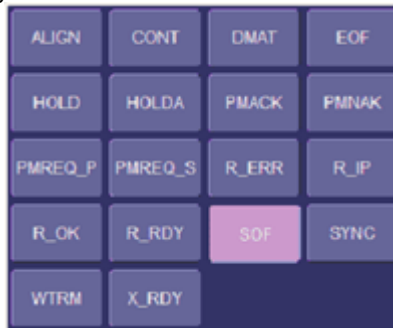 ALIGN CONT DMAT EOF
HOLD HOLDA PMACK PMNAK
PMREQ_P PMREQ_S R_ERR R_IP
R_OK R_RDY SOF SYNC
WTRM X_RDY